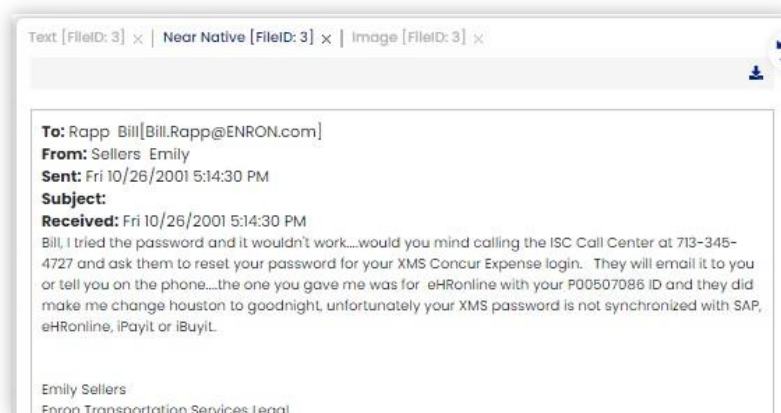 Text [FileID: 3] × | Near Native [FileID: 3] × | Image [FileID: 3] ×
To: Rapp Bill[Bill.Rapp@ENRON.com]
From: Sellers Emily
Sent: Fri 10/26/2001 5:14:30 PM
Subject:
Received: Fri 10/26/2001 5:14:30 PM
Bill, I tried the password and it wouldn't work....would you mind calling the ISC Call Center at 713-345-
4727 and ask them to reset your password for your XMS Concur Expense login. They will email it to you
or tell you on the phone....the one you gave me was for eHRonline with your P00507086 ID and they did
make me change houston to goodnight, unfortunately your XMS password is not synchronized with SAP,
eHRonline, iPayit or iBuyit.
Emily Sellers
Enron Transportation Services Legal